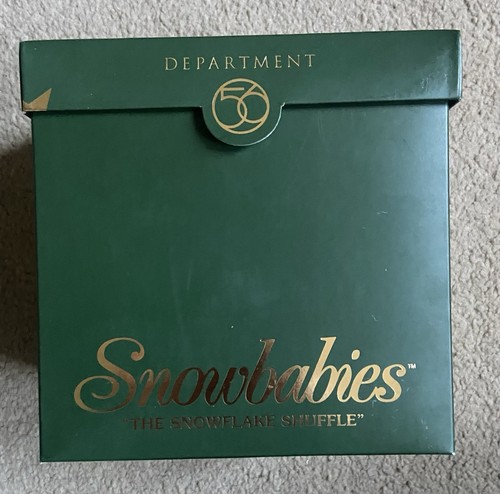 DEPARTMENT
56
Snowbabies™
"THE SNOWFLAKE SHUFFLE"